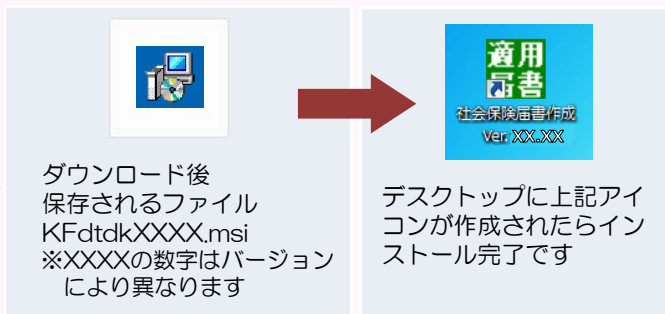 ダウンロード後
保存されるファイル
KFdtdkXXXX.msi
※XXXXの数字はバージョン
により異なります
適用
届書
社会保険届書作成
Ver. XX.XX
デスクトップに上記アイ
コンが作成されたらイン
ストール完了です